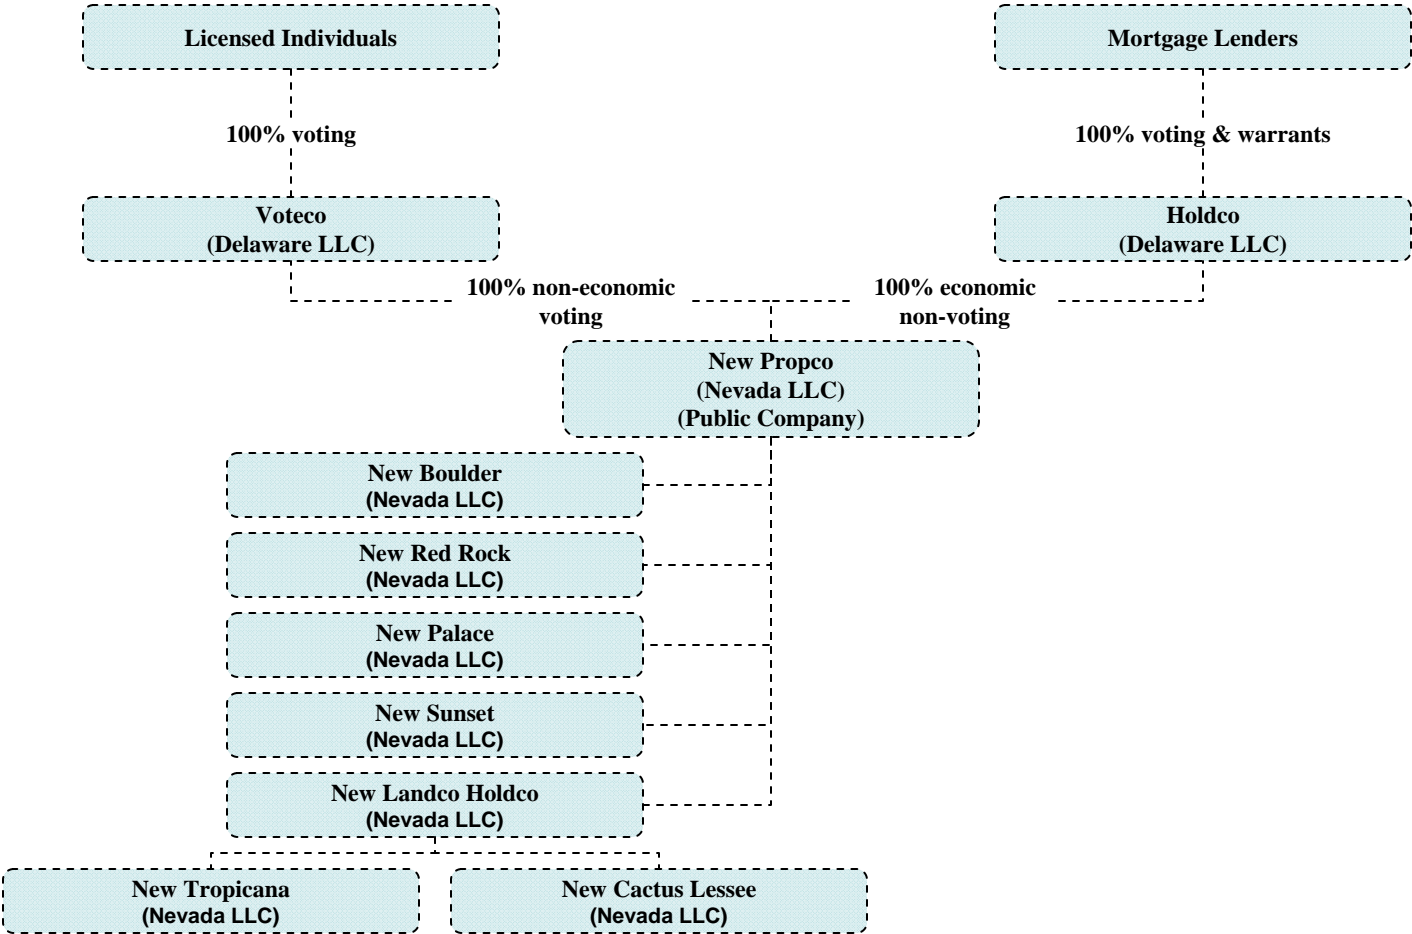 Licensed Individuals
Mortgage Lenders
100% voting
100% voting & warrants
Voteco
(Delaware LLC)
Holdco
(Delaware LLC)
100% non-economic
voting
100% economic
non-voting
New Propco
(Nevada LLC)
(Public Company)
New Boulder
(Nevada LLC)
New Red Rock
(Nevada LLC)
New Palace
(Nevada LLC)
New Sunset
(Nevada LLC)
New Landco Holdco
(Nevada LLC)
New Tropicana
(Nevada LLC)
New Cactus Lessee
(Nevada LLC)